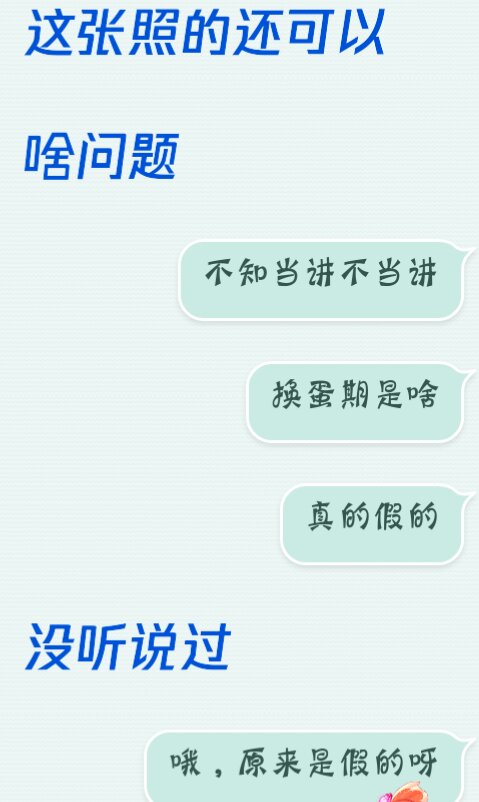 这张照的还可以
啥问题
不知当讲不当讲
换蛋期是啥
真的假的
没听说过
哦，原来是假的呀